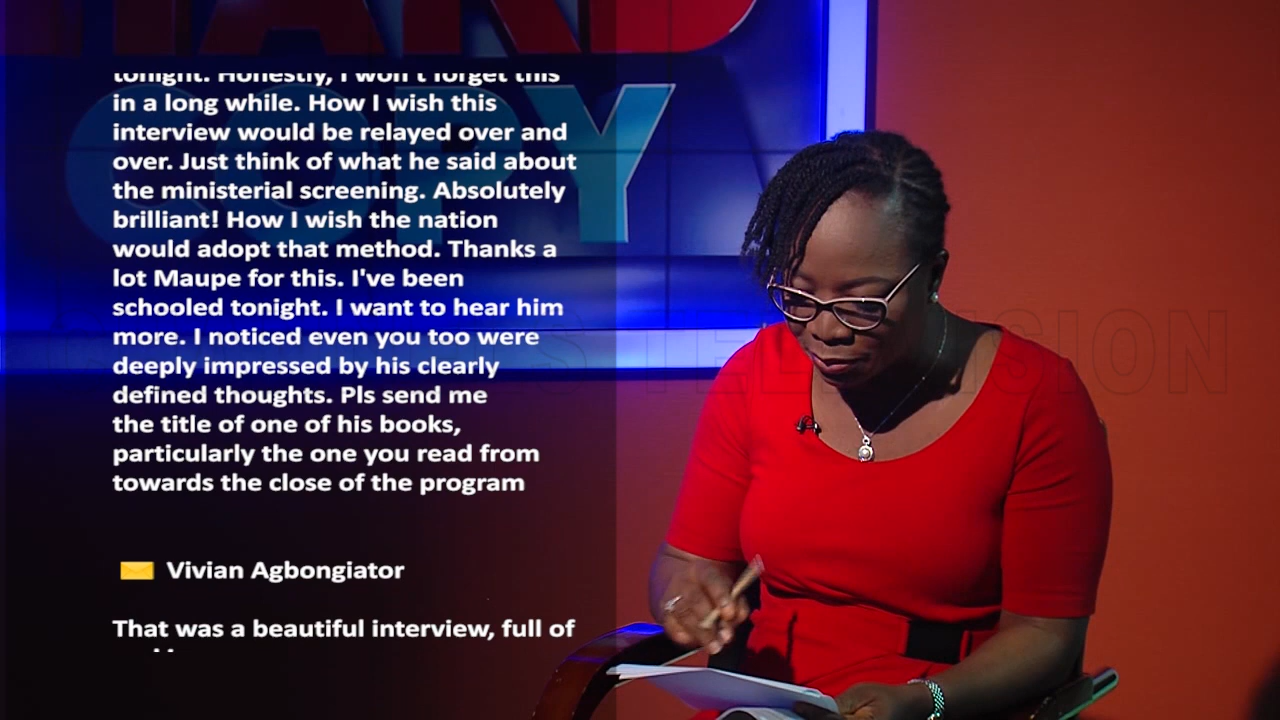 HARD
COPY
tonight. Honestly, I won't forget this
in a long while. How I wish this
interview would be relayed over and
over. Just think of what he said about
the ministerial screening. Absolutely
brilliant! How I wish the nation
would adopt that method. Thanks a
lot Maupe for this. I've been
schooled tonight. I want to hear him
more. I noticed even you too were
deeply impressed by his clearly
defined thoughts. Pls send me
the title of one of his books,
particularly the one you read from
towards the close of the program
Vivian Agbongiator
That was a beautiful interview, full of
TELEVISION